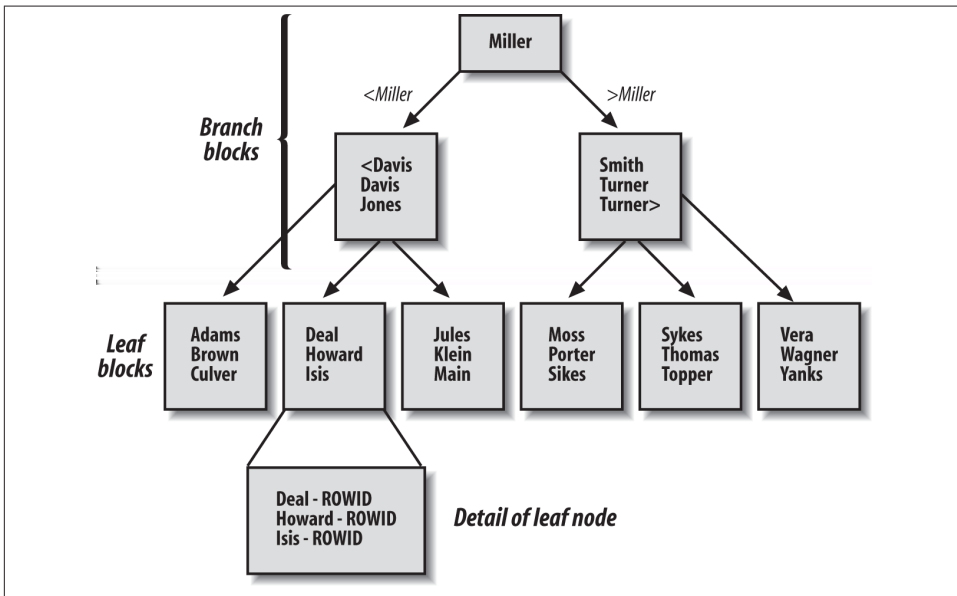 Miller
<Miller
>Miller
Branch
blocks
<Davis
Davis
Jones
Smith
Turner
Turner>
Leaf
blocks
Adams
Brown
Culver
Deal
Howard
Isis
Jules
Klein
Main
Moss
Porter
Sikes
Sykes
Thomas
Topper
Vera
Wagner
Yanks
Deal - ROWID
Howard - ROWID
Isis - ROWID
Detail of leaf node